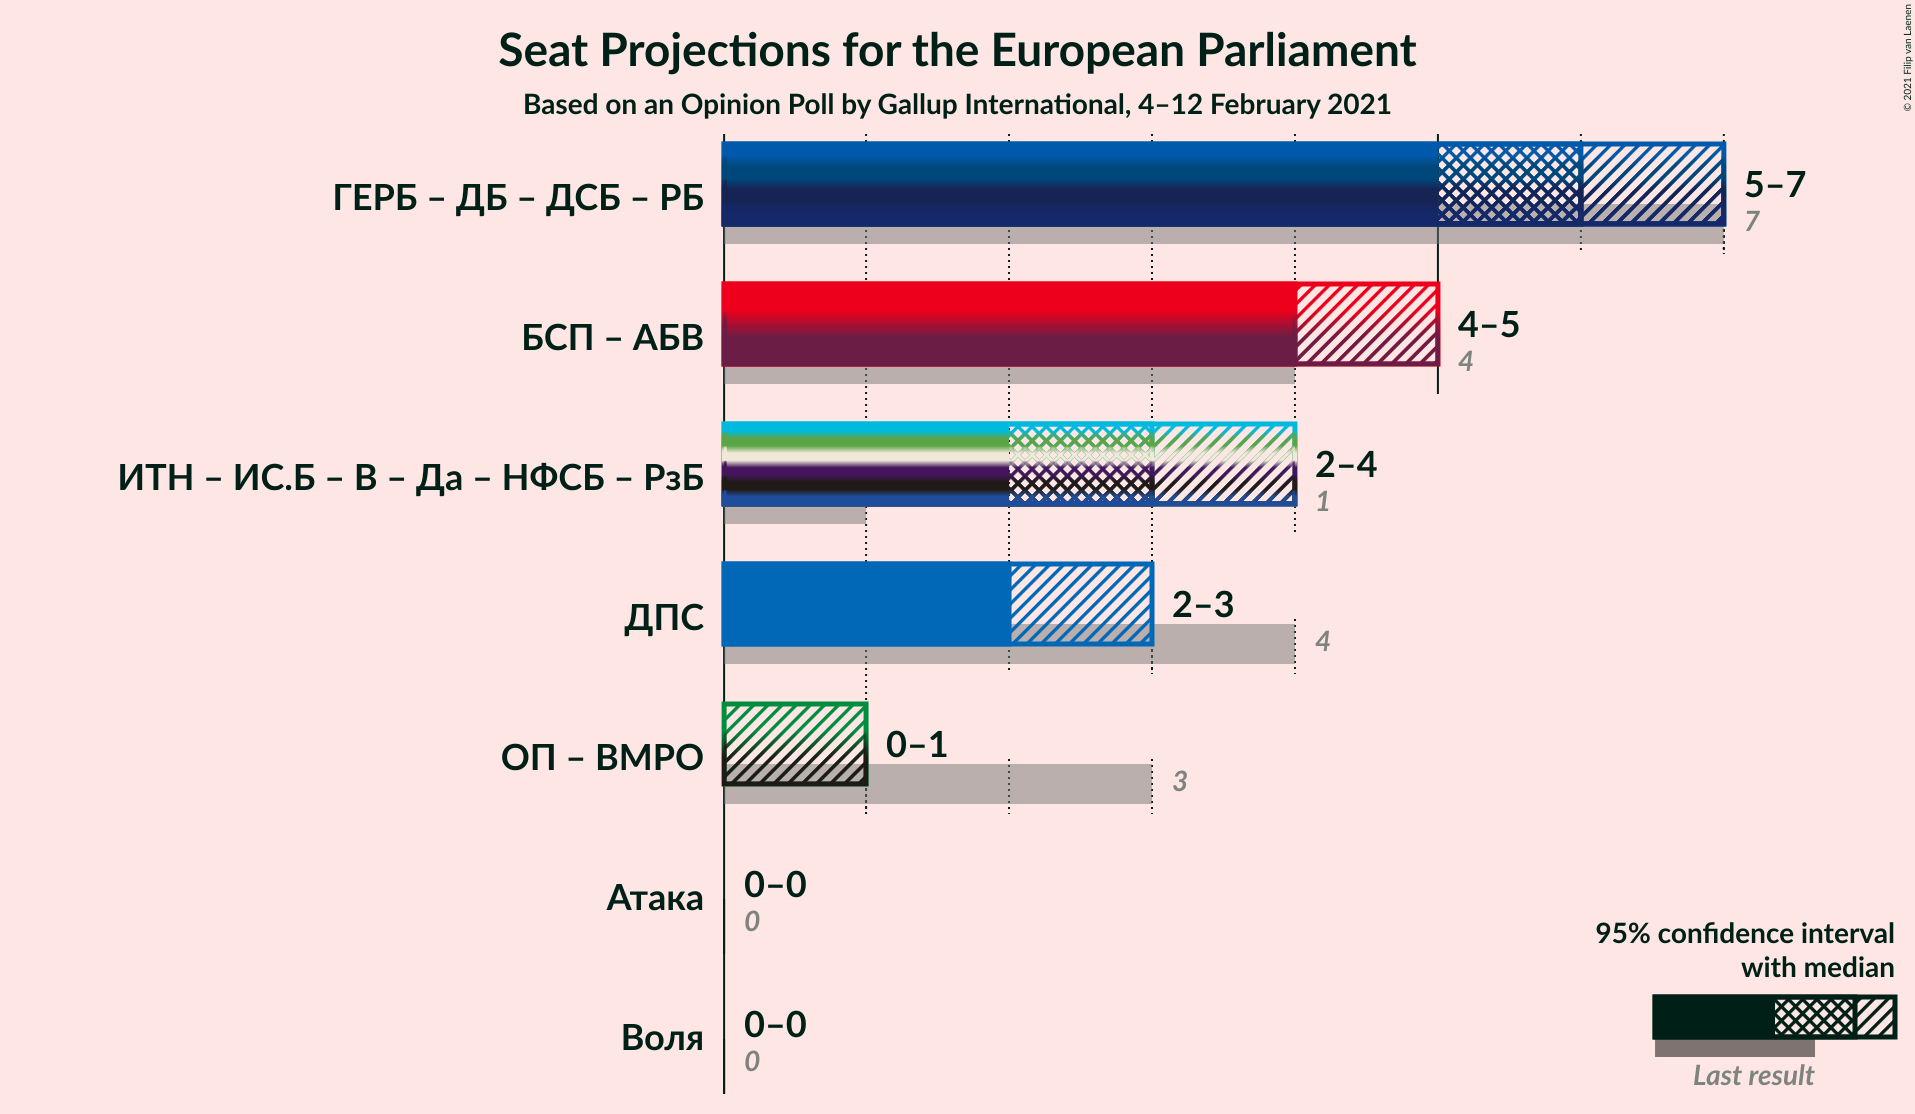 Seat Projections for the European Parliament
Based on an Opinion Poll by Gallup International, 4–12 February 2021
© 2021 Filip van Laenen
ГЕРБ – ДБ – ДСБ – РБ
5–7
7
БСП – АБВ
4–5
4
ИТН – ИС.Б – В – Да – НФСБ – РзБ
2–4
1
ДПС
2–3
4
ОП – ВМРО
0–1
3
Атака
0–0
0
Воля
0–0
0
95% confidence interval
with median
Last result